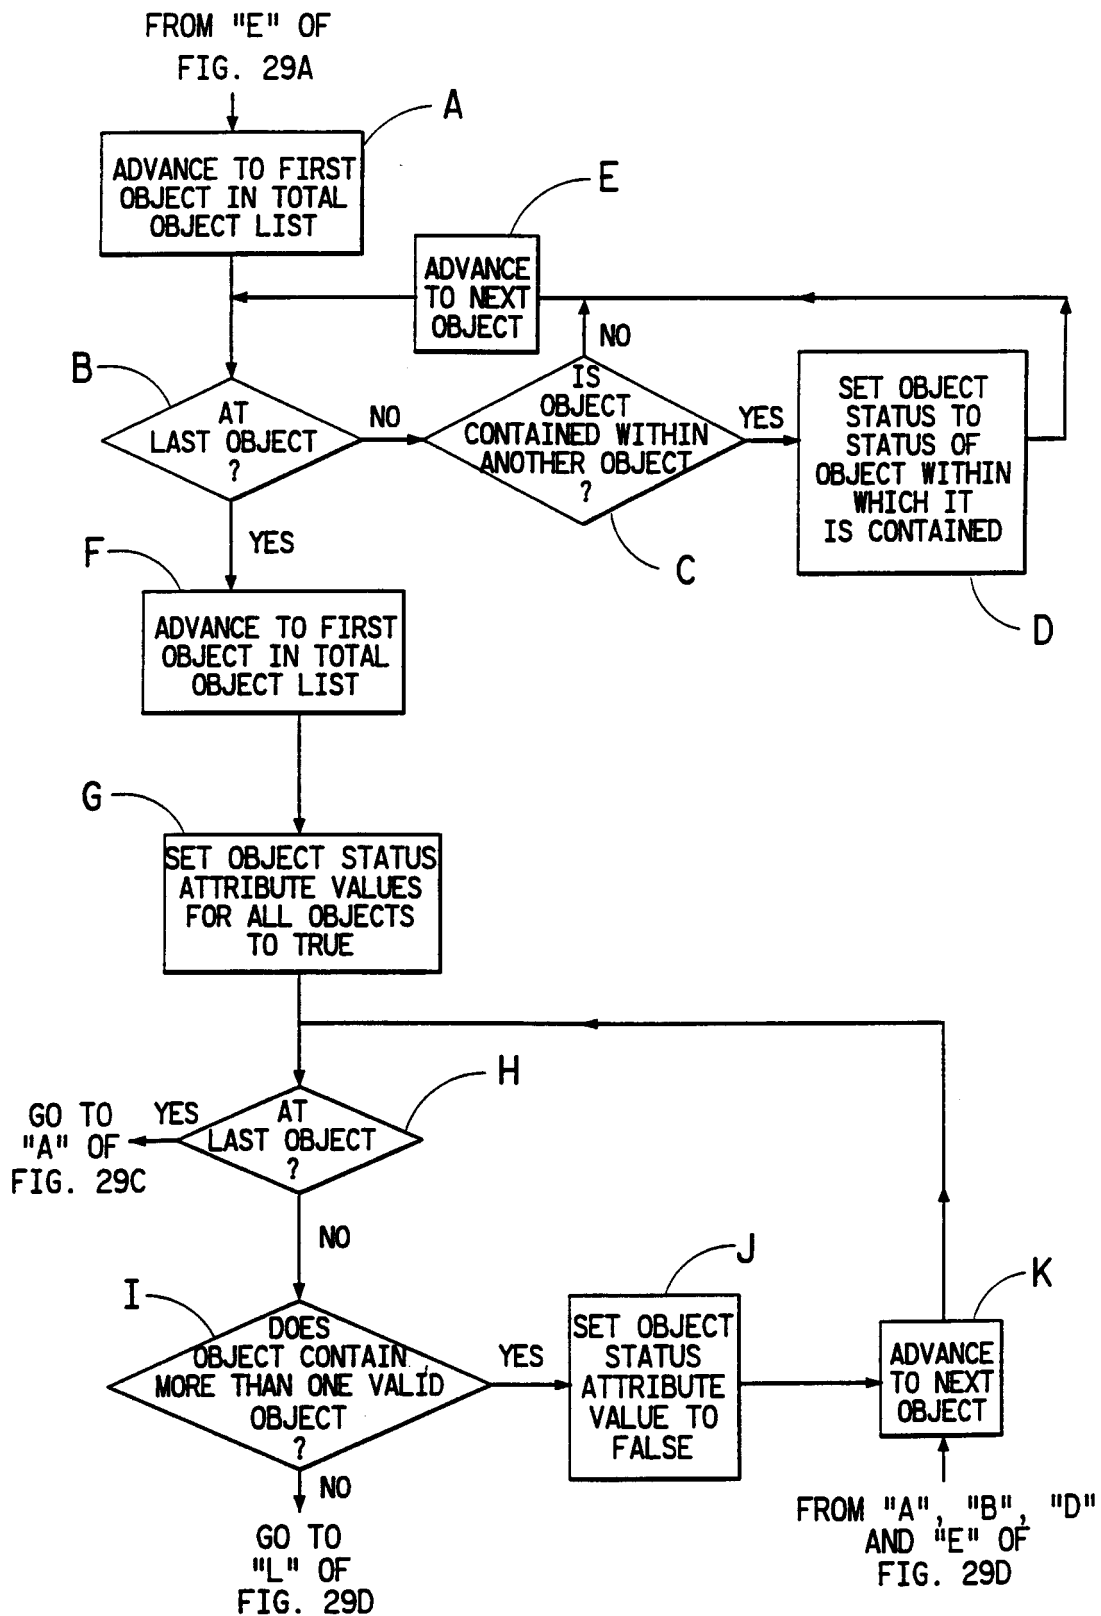 FROM "E" OF
FIG. 29A
A
ADVANCE TO FIRST
OBJECT IN TOTAL
OBJECT LIST
E
ADVANCE
TO NEXT
OBJECT
NO
B
AT
LAST OBJECT
?
NO
IS
OBJECT
CONTAINED WITHIN
ANOTHER OBJECT
?
YES
SET OBJECT
STATUS TO
STATUS OF
OBJECT WITHIN
WHICH IT
IS CONTAINED
C
D
YES
F
ADVANCE TO FIRST
OBJECT IN TOTAL
OBJECT LIST
G
SET OBJECT STATUS
ATTRIBUTE VALUES
FOR ALL OBJECTS
TO TRUE
H
AT
LAST OBJECT
?
YES
GO TO
"A" OF
FIG. 29C
NO
I
DOES
OBJECT CONTAIN
MORE THAN ONE VALID
OBJECT
?
YES
J
SET OBJECT
STATUS
ATTRIBUTE
VALUE TO
FALSE
K
ADVANCE
TO NEXT
OBJECT
NO
GO TO
"L" OF
FIG. 29D
FROM "A", "B", "D"
AND "E" OF
FIG. 29D